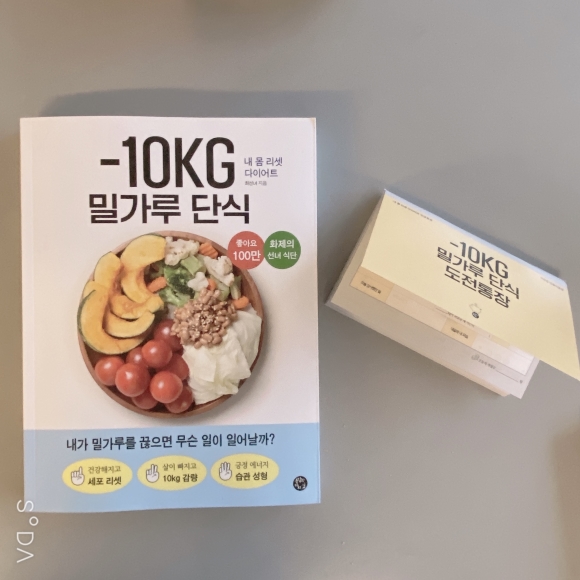 -10KG
내 몸 리셋
다이어트
밀가루 단식
좋아요
100만
화제의
선녀 식단
내가 밀가루를 끊으면 무슨 일이 일어날까?
건강해지고
세포 리셋
살이 빠지고
10kg 감량
긍정 에너지
습관 성형
-10KG
밀가루 단식
도전통장
SODA